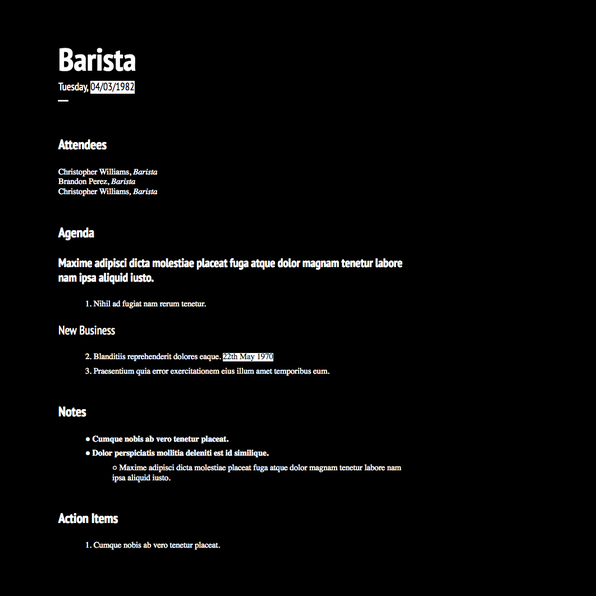 Barista
Tuesday, 04/03/1982
Attendees
Christopher Williams, Barista
Brandon Perez, Barista
Christopher Williams, Barista
Agenda
Maxime adipisci dicta molestiae placeat fuga atque dolor magnam tenetur labore
nam ipsa aliquid iusto.
1. Nihil ad fugiat nam rerum tenetur.
New Business
2. Blanditiis reprehenderit dolores eaque. 22th May 1970
3. Praesentium quia error exercitationem eius illum amet temporibus eum.
Notes
● Cumque nobis ab vero tenetur placeat.
● Dolor perspiciatis mollitia deleniti est id similique.
○ Maxime adipisci dicta molestiae placeat fuga atque dolor magnam tenetur labore nam
ipsa aliquid iusto.
Action Items
1. Cumque nobis ab vero tenetur placeat.